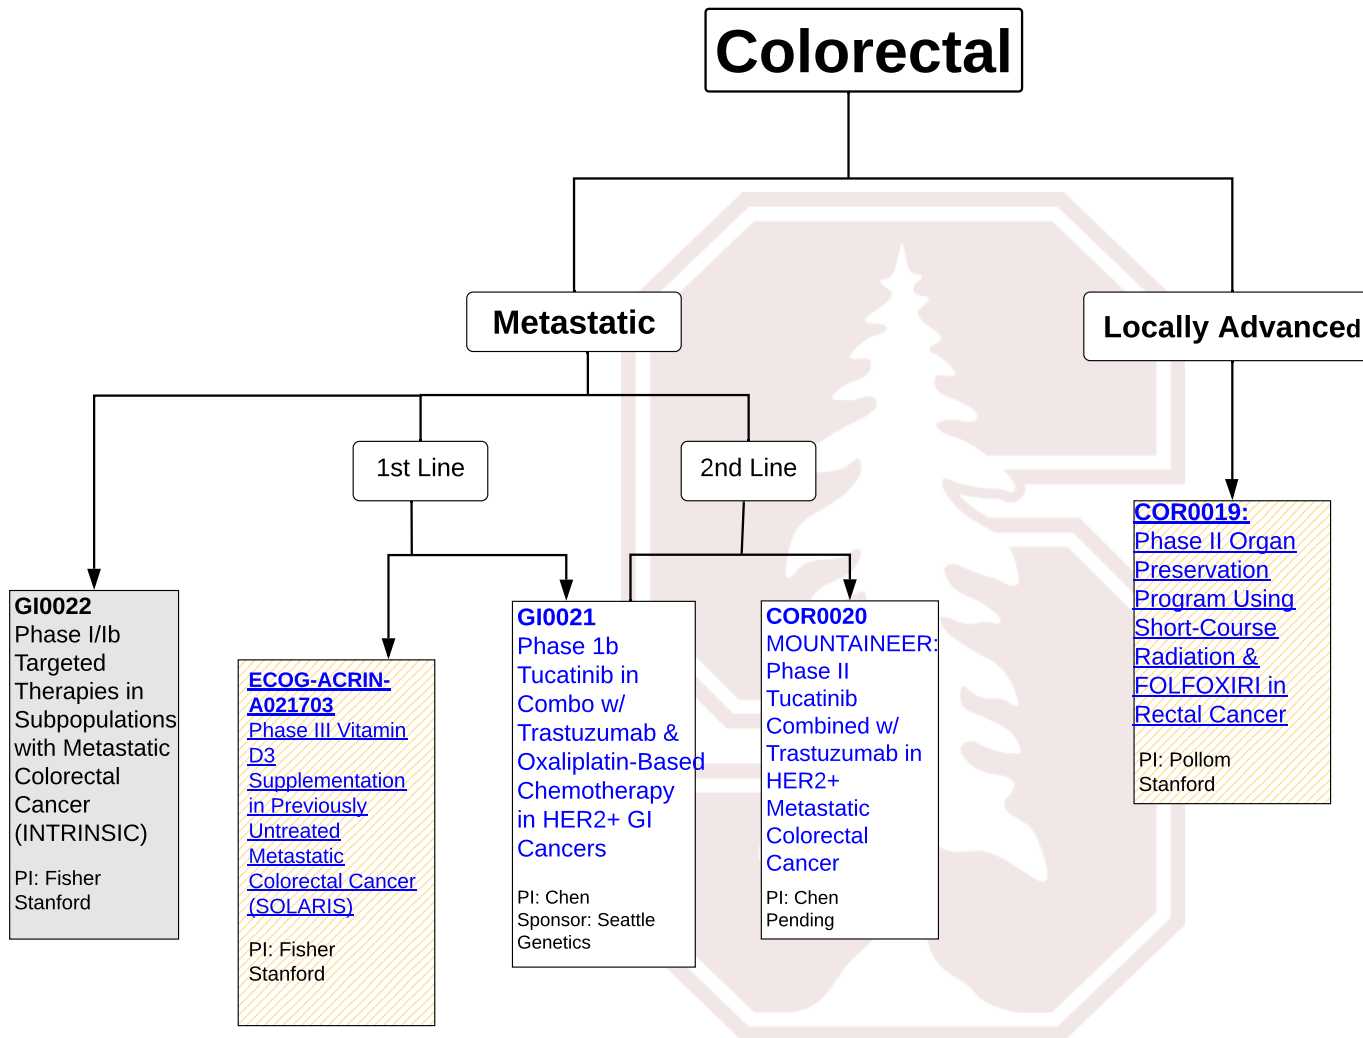 Colorectal
Metastatic
Locally Advanced
1st Line
2nd Line
GI0022
Phase I/Ib
Targeted
Therapies in
Subpopulations
with Metastatic
Colorectal
Cancer
(INTRINSIC)
PI: Fisher
Stanford
ECOG-ACRIN-
A021703
Phase III Vitamin
D3
Supplementation
in Previously
Untreated
Metastatic
Colorectal Cancer
(SOLARIS)
PI: Fisher
Stanford
GI0021
Phase 1b
Tucatinib in
Combo w/
Trastuzumab &
Oxaliplatin-Based
Chemotherapy
in HER2+ GI
Cancers
PI: Chen
Sponsor: Seattle
Genetics
COR0020
MOUNTAINEER:
Phase II
Tucatinib
Combined w/
Trastuzumab in
HER2+
Metastatic
Colorectal
Cancer
PI: Chen
Pending
COR0019:
Phase II Organ
Preservation
Program Using
Short-Course
Radiation &
FOLFOXIRI in
Rectal Cancer
PI: Pollom
Stanford